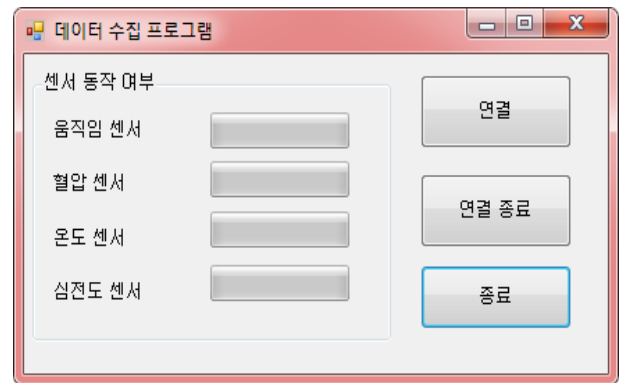 데이터 수집 프로그램
센서 동작 여부
움직임 센서
혈압 센서
온도 센서
심전도 센서
연결
연결 종료
종료